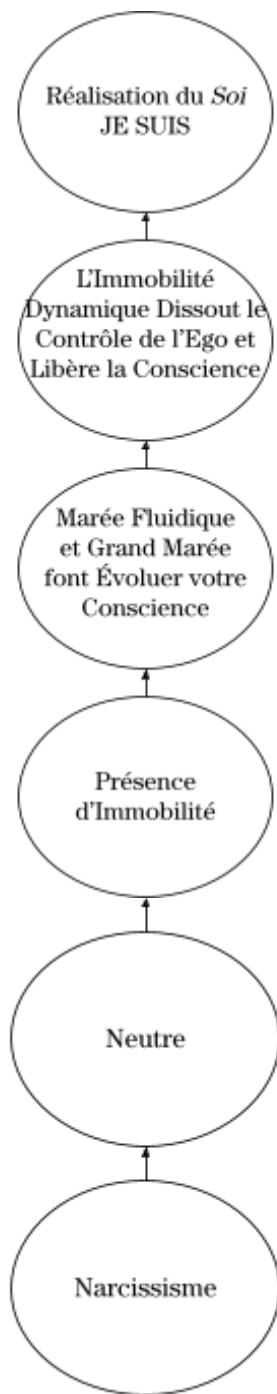 Réalisation du Soi
JE SUIS
L'Immobilité
Dynamique Dissout le
Contrôle de l'Ego et
Libère la Conscience
Marée Fluidique
et Grand Marée
font Évoluer votre
Conscience
Présence
d'Immobilité
Neutre
Narcissisme